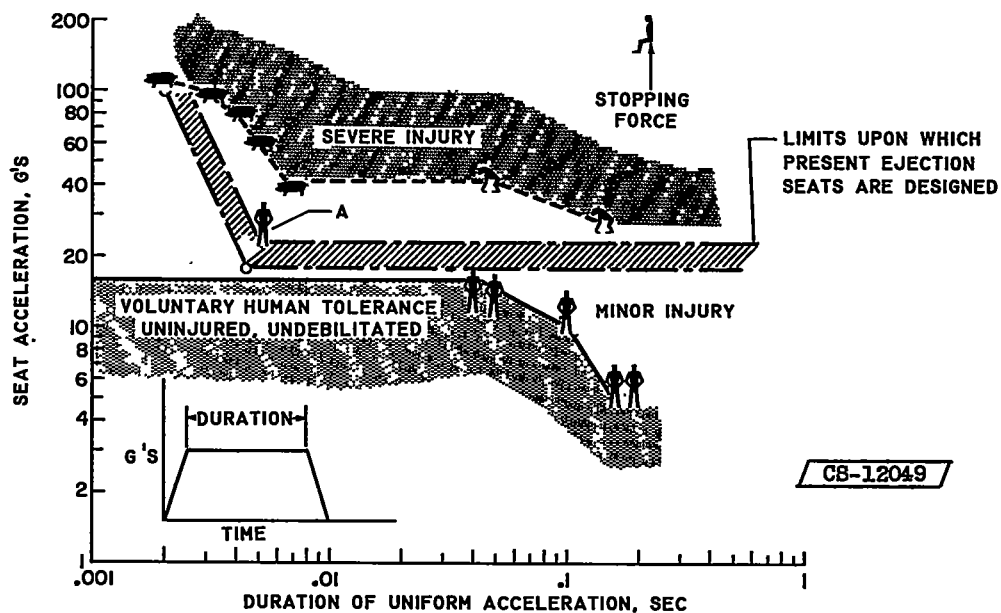 200
100
80
60
40
20
10
8
6
4
2
1
SEAT ACCELERATION, G'S
STOPPING
FORCE
SEVERE INJURY
LIMITS UPON WHICH
PRESENT EJECTION
SEATS ARE DESIGNED
A
VOLUNTARY HUMAN TOLERANCE
UNINJURED, UNDEBILITATED
MINOR INJURY
DURATION
G'S
TIME
CS-12049
.001
.01
.1
1
DURATION OF UNIFORM ACCELERATION, SEC